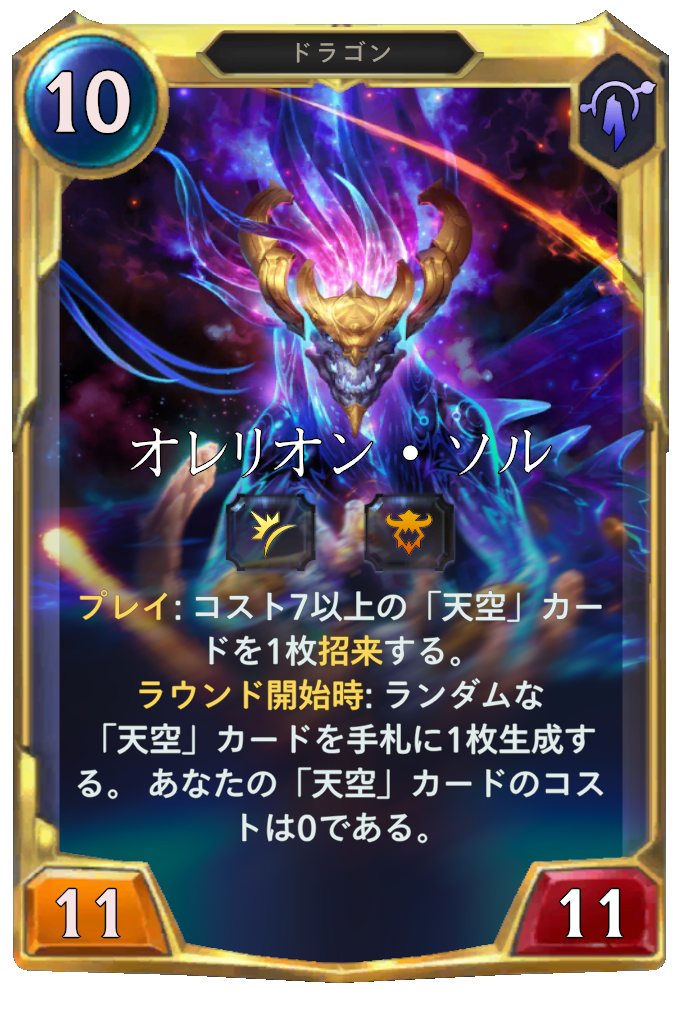 ドラゴン
10
オレリオン・ソル
プレイ: コスト7以上の「天空」カー
ドを1枚招来する。
ラウンド開始時: ランダムな
「天空」カードを手札に1枚生成す
る。 あなたの「天空」カードのコス
トは0である。
11
11